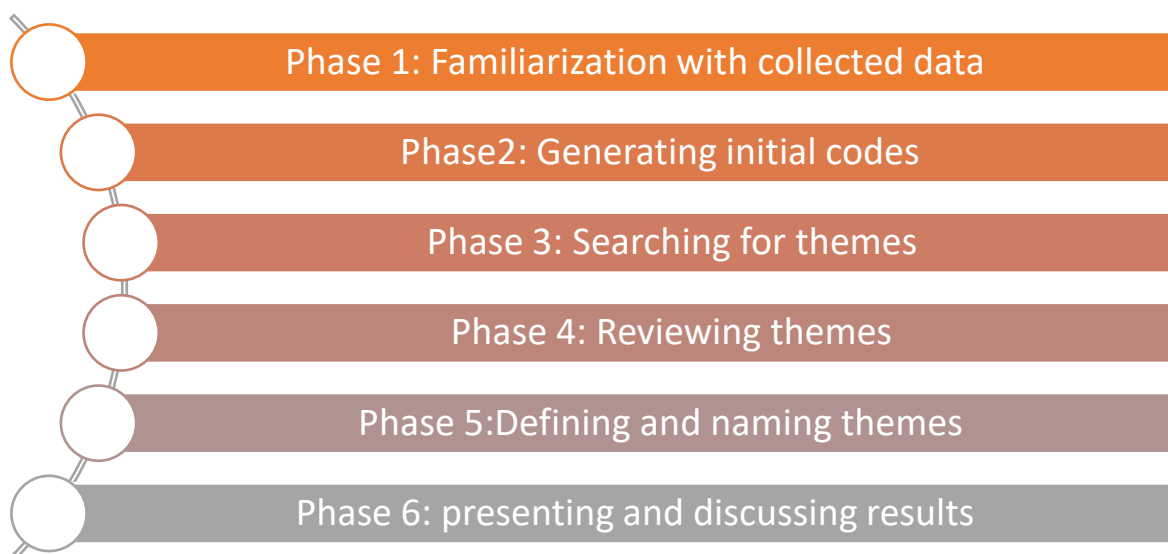 Phase 1: Familiarization with collected data
Phase2: Generating initial codes
Phase 3: Searching for themes
Phase 4: Reviewing themes
Phase 5:Defining and naming themes
Phase 6: presenting and discussing results